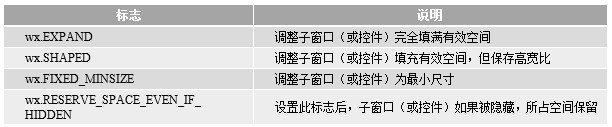 标志 说明
wx.EXPAND 调整子窗口（或控件）完全填满有效空间
wx.SHAPED 调整子窗口（或控件）填充有效空间，但保存高宽比
wx.FIXED_MINSIZE 调整子窗口（或控件）为最小尺寸
wx.RESERVE_SPACE_EVEN_IF_
HIDDEN 设置此标志后，子窗口（或控件）如果被隐藏，所占空间保留